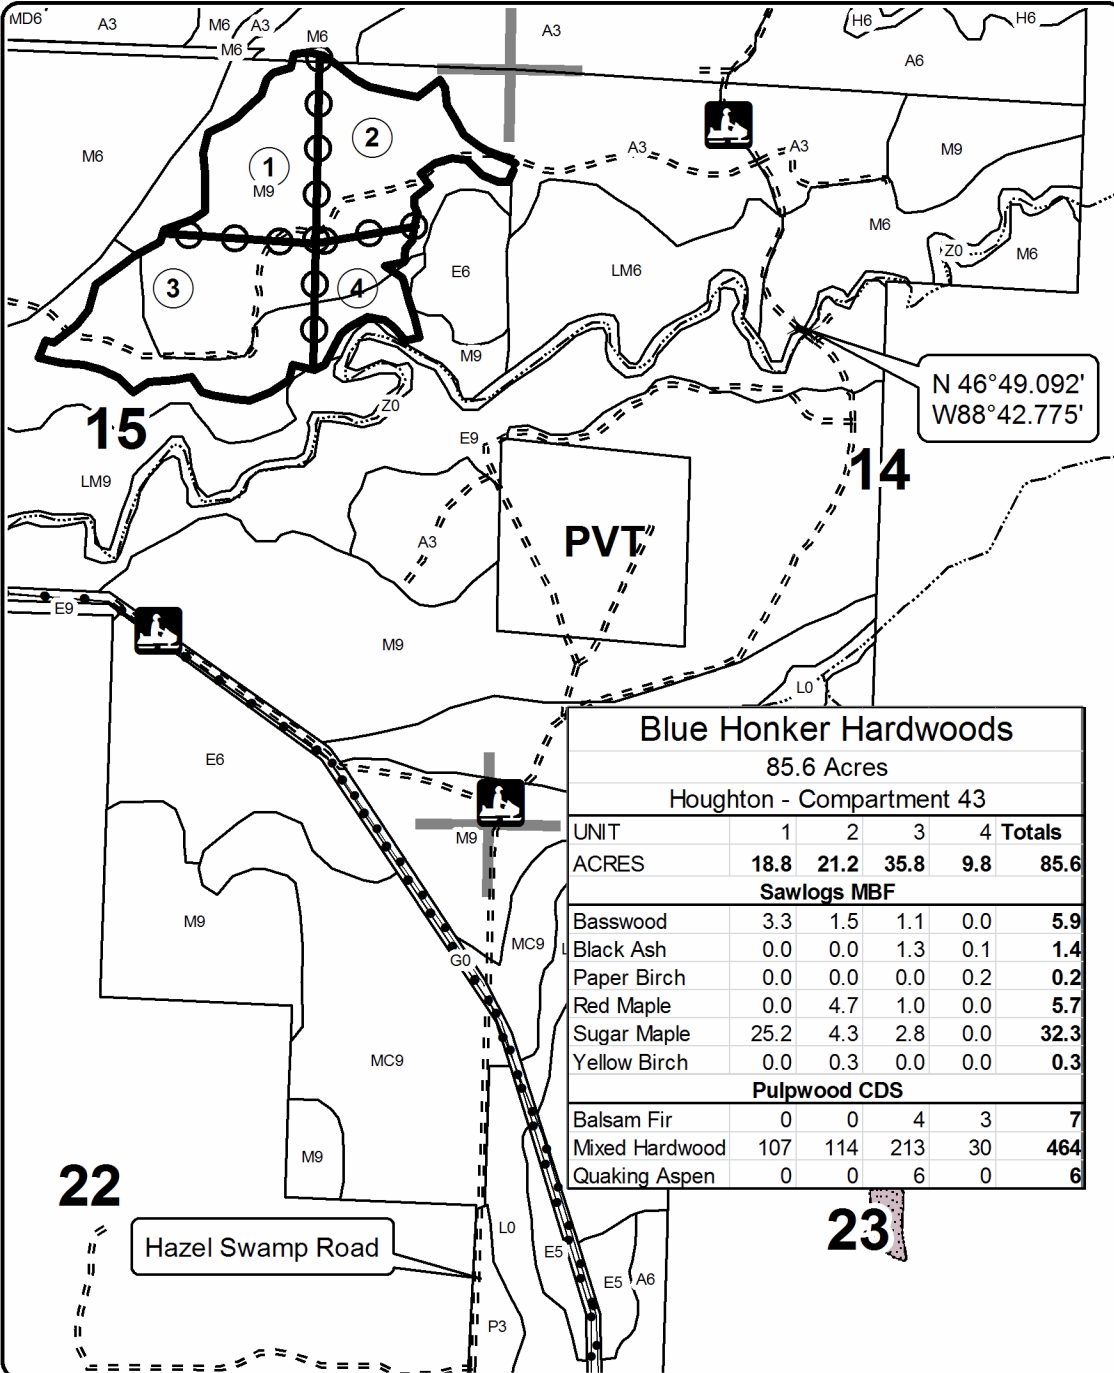 MD6
A3
M6
A3
M6
M6
A3
H6
H6
A6
M6
1
2
M9
A3
A3
M9
M6
Z0
M6
3
4
E6
LM6
M9
N 46°49.092'
W88°42.775'
15
Z0
E9
14
LM9
A3
PVT
E9
M9
L0
E6
M9
M9
MC9
L
G0
MC9
M9
22
Hazel Swamp Road
L0
E5
E5
A6
P3
23
Blue Honker Hardwoods
85.6 Acres
Houghton - Compartment 43
UNIT 1 2 3 4 Totals
ACRES 18.8 21.2 35.8 9.8 85.6
Sawlogs MBF
Basswood 3.3 1.5 1.1 0.0 5.9
Black Ash 0.0 0.0 1.3 0.1 1.4
Paper Birch 0.0 0.0 0.0 0.2 0.2
Red Maple 0.0 4.7 1.0 0.0 5.7
Sugar Maple 25.2 4.3 2.8 0.0 32.3
Yellow Birch 0.0 0.3 0.0 0.0 0.3
Pulpwood CDS
Balsam Fir 0 0 4 3 7
Mixed Hardwood 107 114 213 30 464
Quaking Aspen 0 0 6 0 6